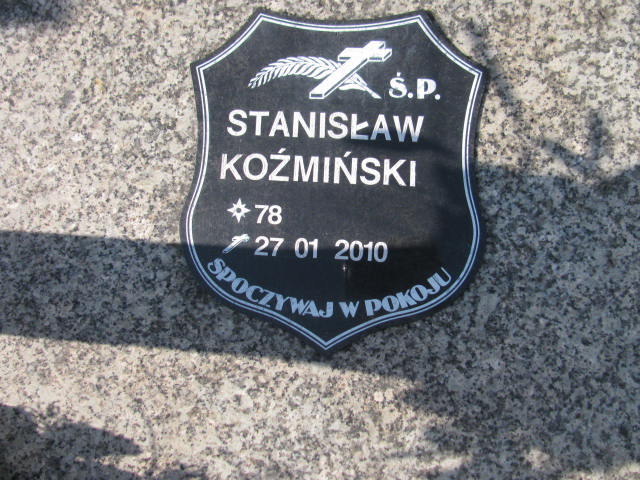 Ś.P.
STANISŁAW
KOŹMIŃSKI
78
27 01 2010
SPOCZYWAJ W POKOJU